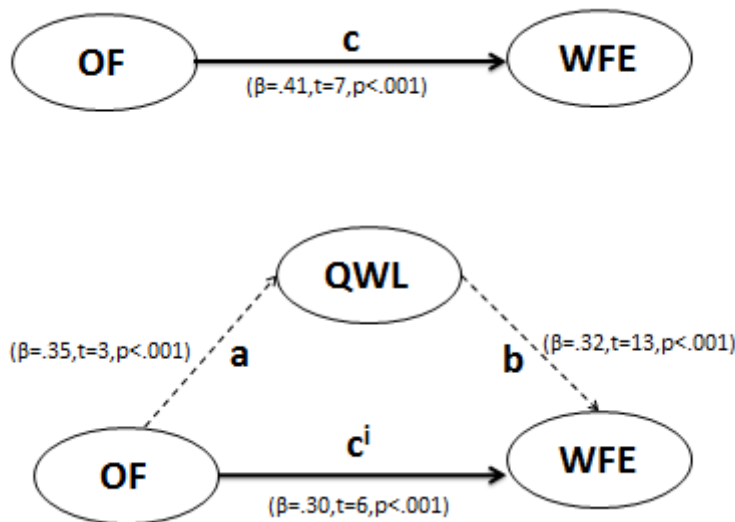 c
OF
WFE
(β=.41,t=7,p<.001)
QWL
(β=.35,t=3,p<.001)
a
b
(β=.32,t=13,p<.001)
cⁱ
OF
WFE
(β=.30,t=6,p<.001)